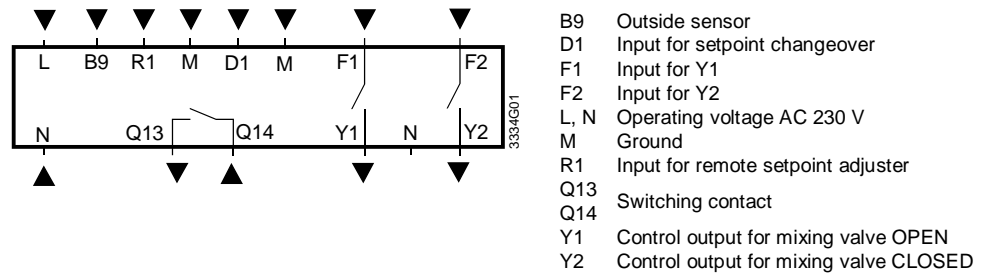 L B9 R1 M D1 M F1 F2
N Q13 Q14 Y1 N Y2
3334G01
B9 Outside sensor
D1 Input for setpoint changeover
F1 Input for Y1
F2 Input for Y2
L, N Operating voltage AC 230 V
M Ground
R1 Input for remote setpoint adjuster
Q13
Q14 Switching contact
Y1 Control output for mixing valve OPEN
Y2 Control output for mixing valve CLOSED